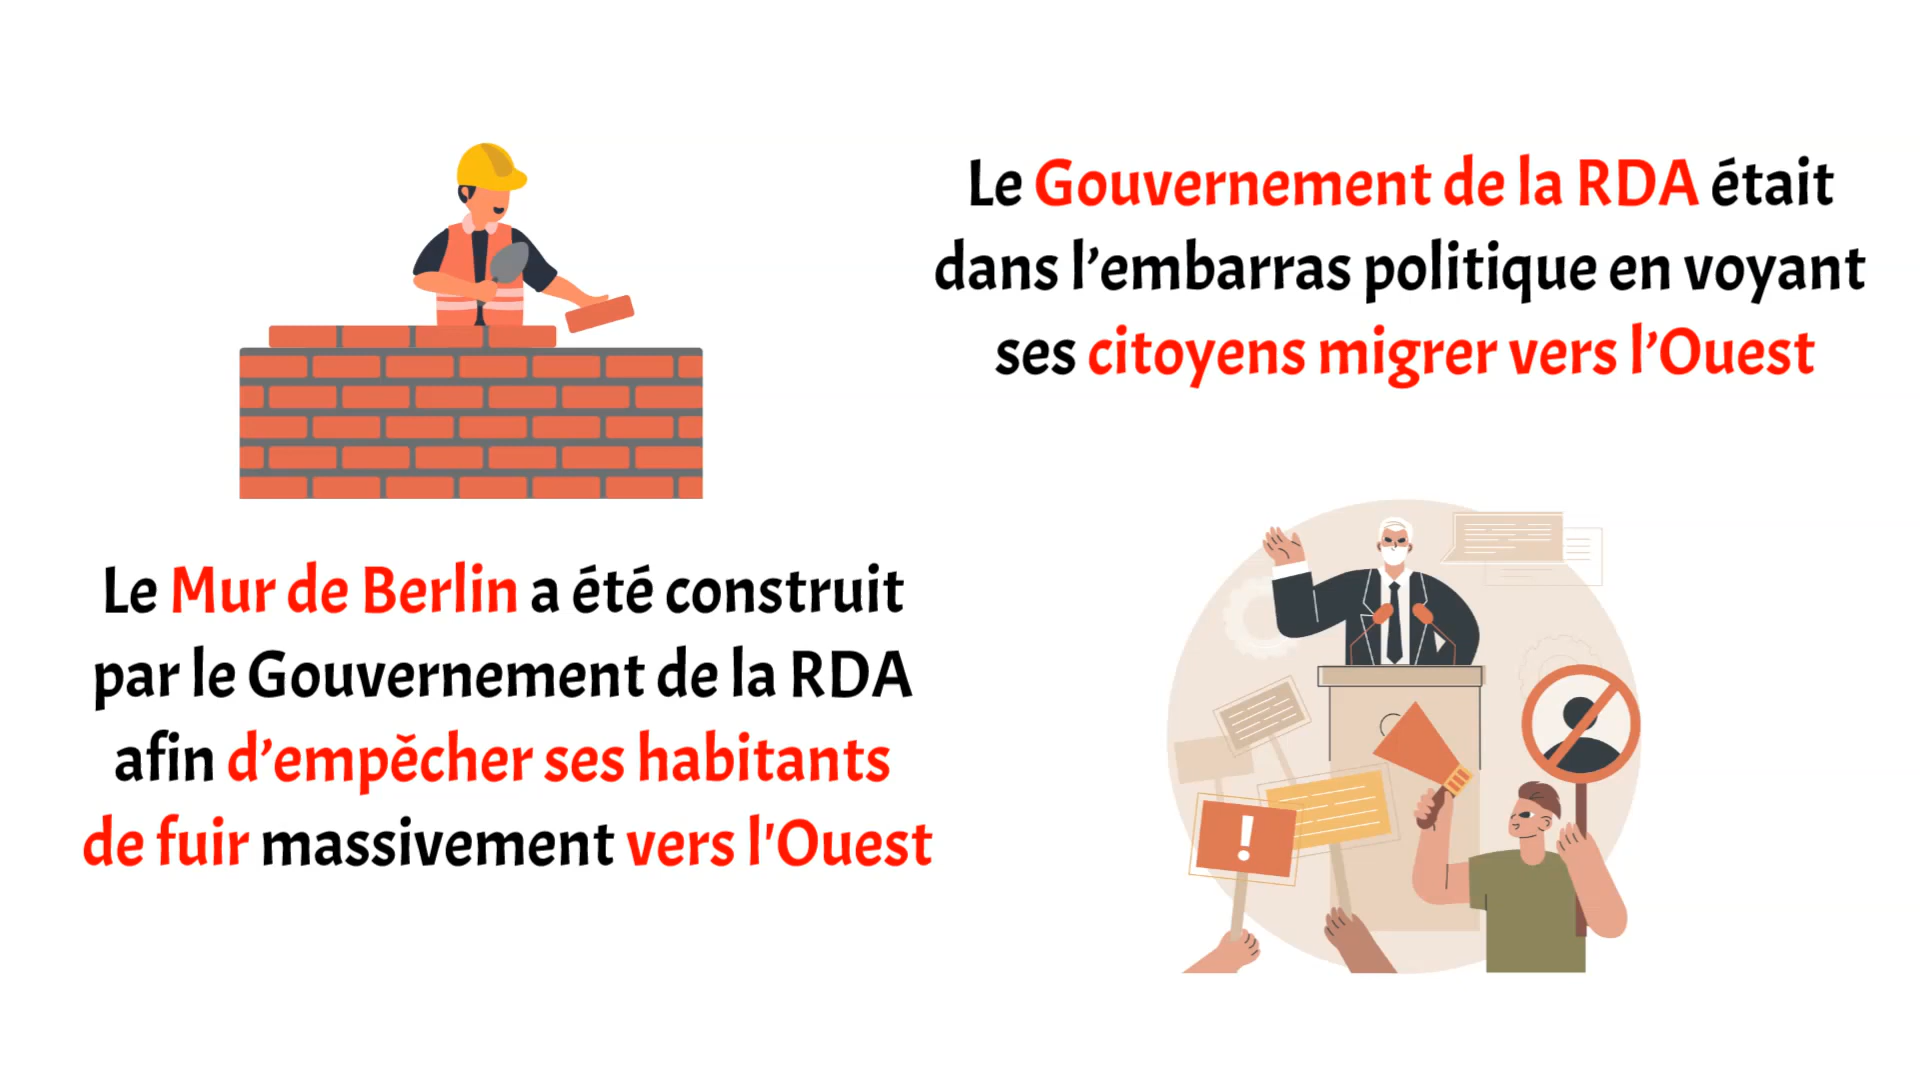 Le Mur de Berlin a été construit
par le Gouvernement de la RDA
afin d’empĕcher ses habitants
de fuir massivement vers l'Ouest
Le Gouvernement de la RDA était
dans l’embarras politique en voyant
ses citoyens migrer vers l’Ouest
!